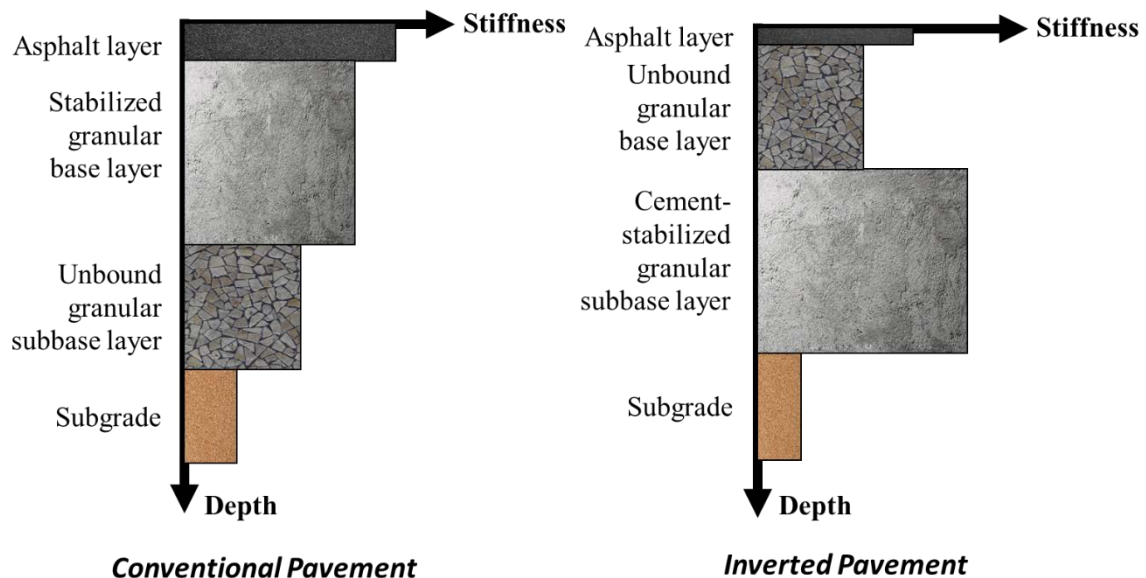 Stiffness
Asphalt layer
Stabilized
granular
base layer
Unbound
granular
subbase layer
Subgrade
Depth
Conventional Pavement
Stiffness
Asphalt layer
Unbound
granular
base layer
Cement-
stabilized
granular
subbase layer
Subgrade
Depth
Inverted Pavement